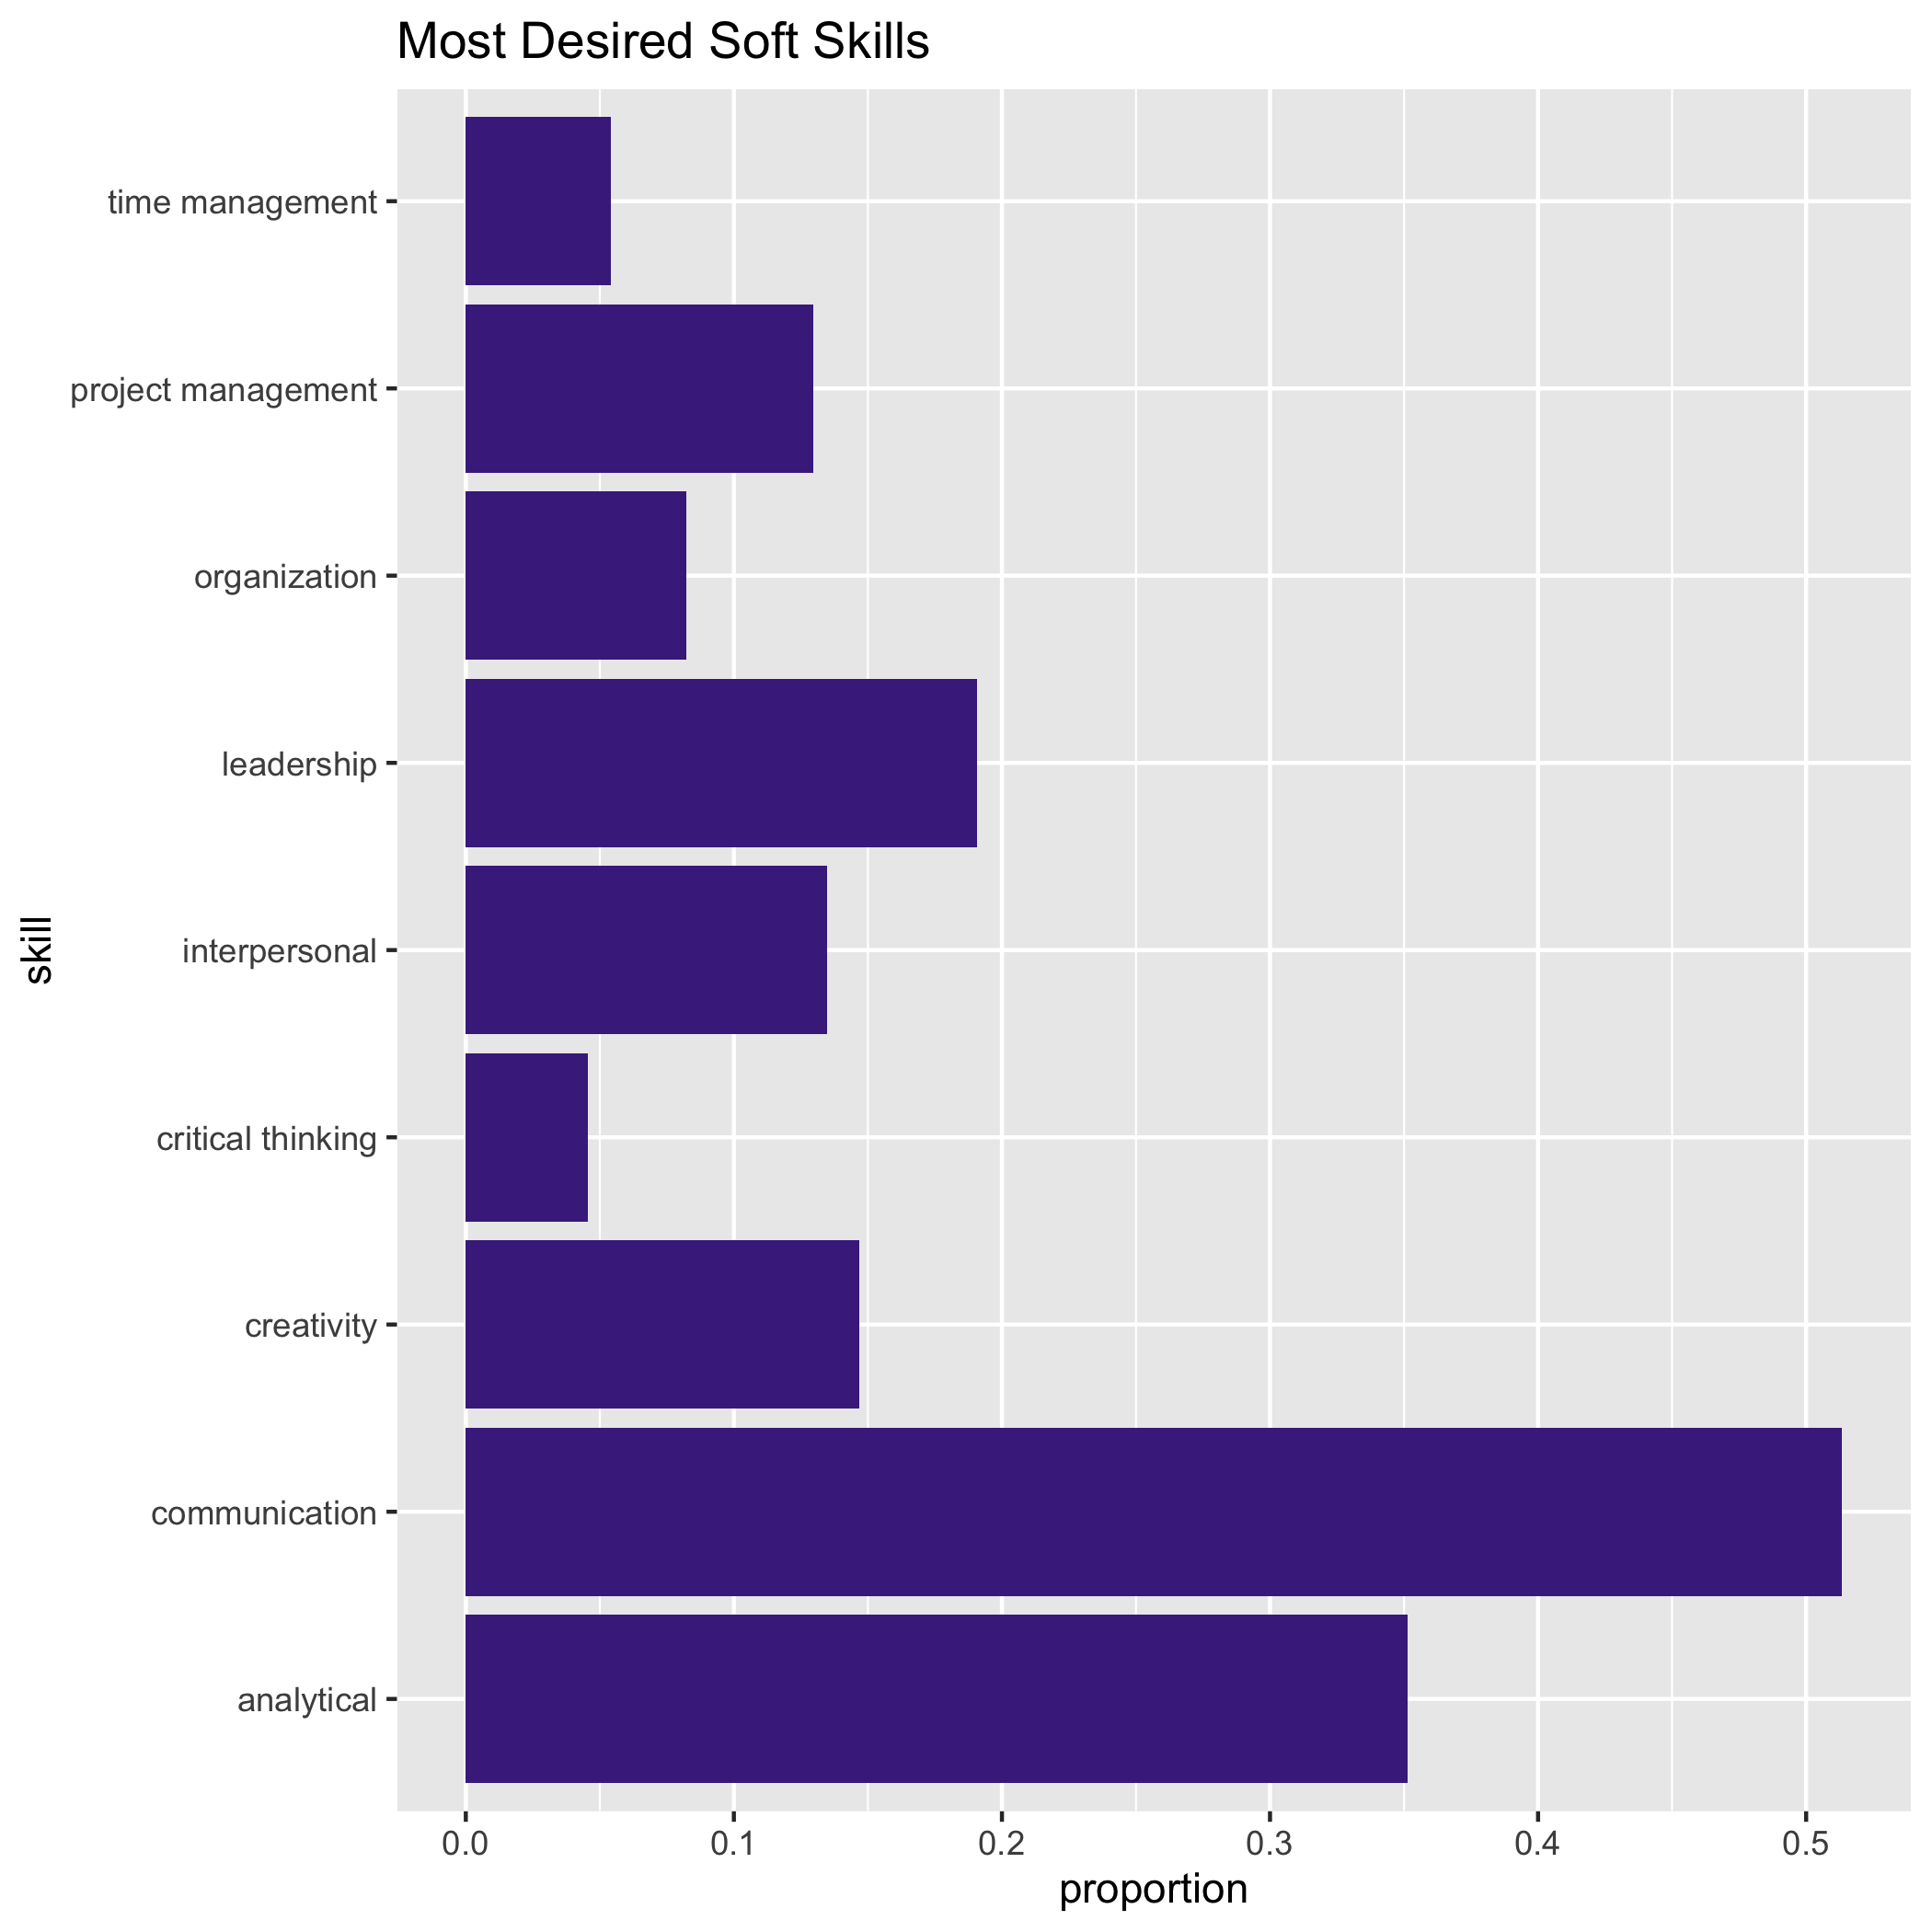 Most Desired Soft Skills
skill
time management
project management
organization
leadership
interpersonal
critical thinking
creativity
communication
analytical
0.0 0.1 0.2 0.3 0.4 0.5
proportion